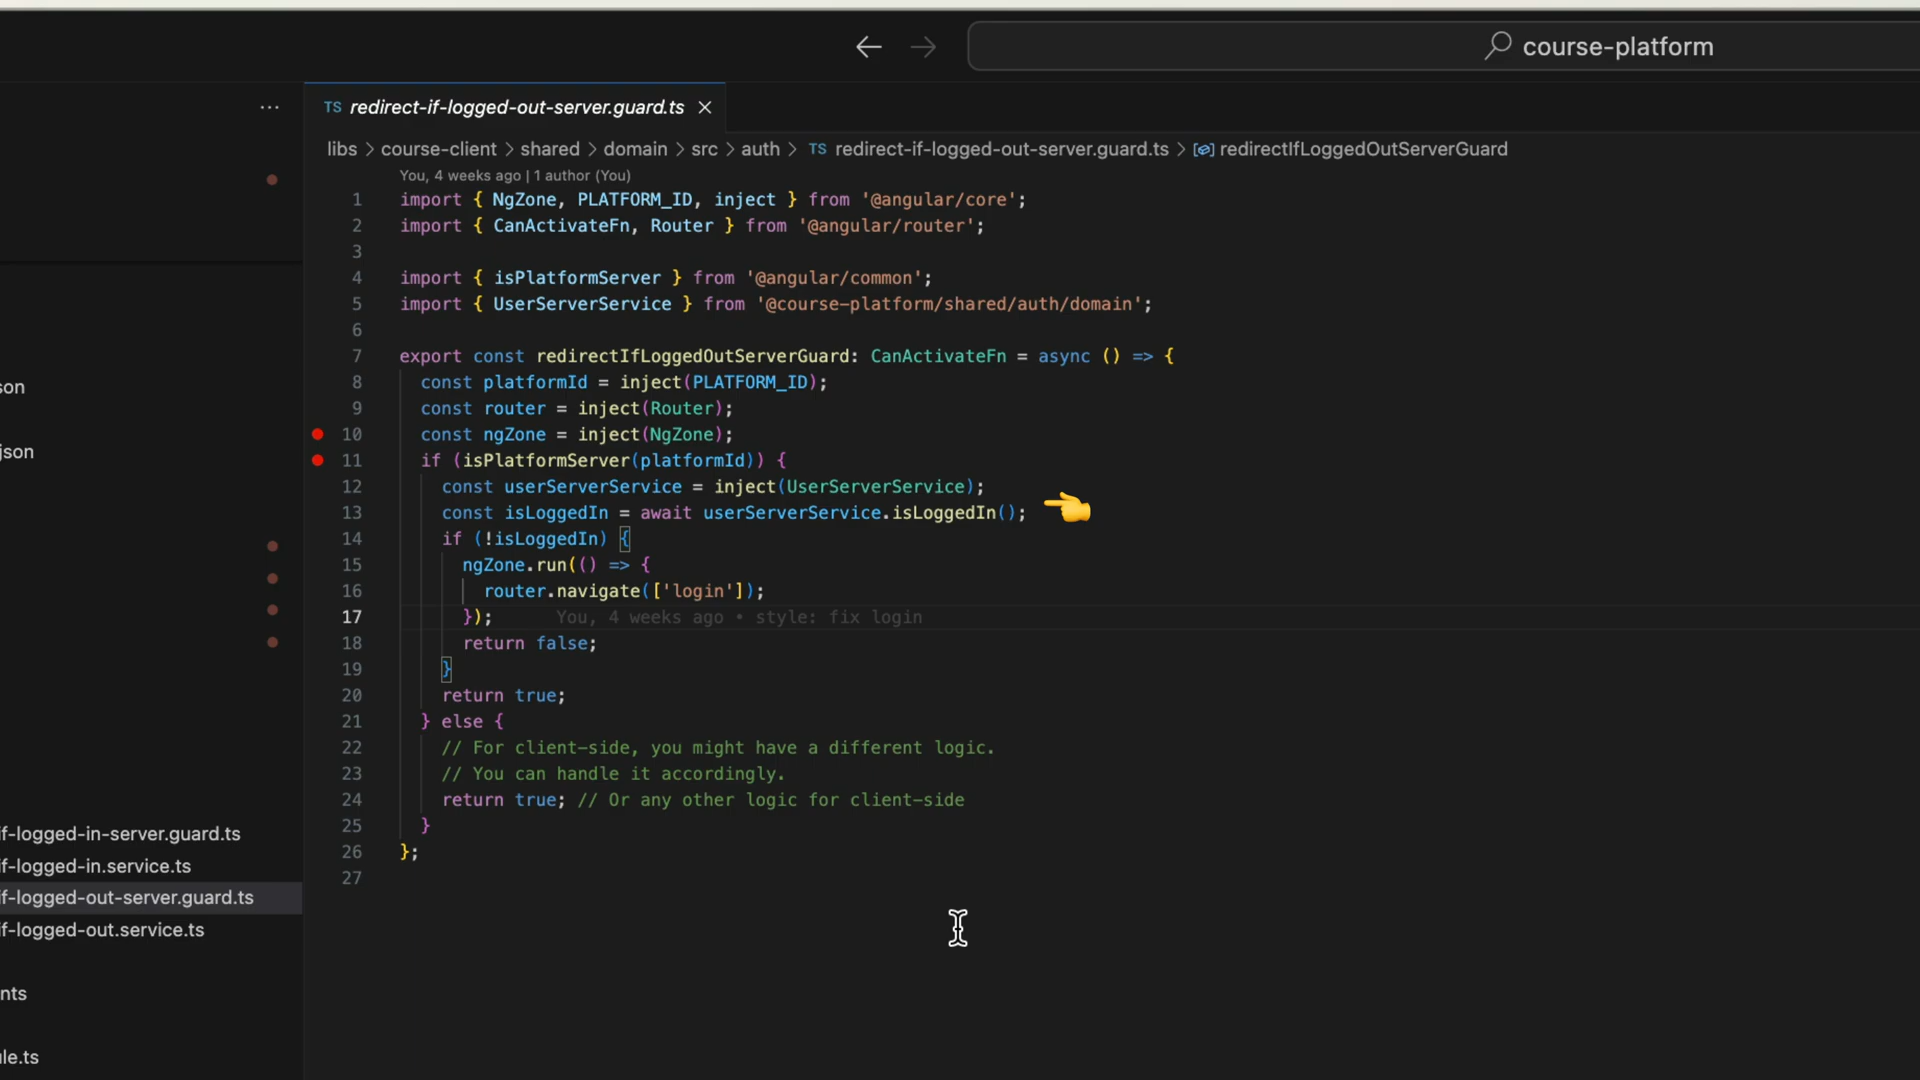 course-platform
TS redirect-if-logged-out-server.guard.ts
libs > course-client > shared > domain > src > auth > TS redirect-if-logged-out-server.guard.ts > redirectIfLoggedOutServerGuard
You, 4 weeks ago | 1 author (You)
1 import { NgZone, PLATFORM_ID, inject } from '@angular/core';
2 import { CanActivateFn, Router } from '@angular/router';
3
4 import { isPlatformServer } from '@angular/common';
5 import { UserServerService } from '@course-platform/shared/auth/domain';
6
7 export const redirectIfLoggedOutServerGuard: CanActivateFn = async () => {
8 const platformId = inject(PLATFORM_ID);
9 const router = inject(Router);
10 const ngZone = inject(NgZone);
11 if (isPlatformServer(platformId)) {
12 const userServerService = inject(UserServerService);
13 const isLoggedIn = await userServerService.isLoggedIn();
14 if (!isLoggedIn) {
15 ngZone.run(() => {
16 router.navigate(['login']);
17 }); You, 4 weeks ago • style: fix login
18 return false;
19 }
20 return true;
21 } else {
22 // For client-side, you might have a different logic.
23 // You can handle it accordingly.
24 return true; // Or any other logic for client-side
25 }
26 };
27
son
json
if-logged-in-server.guard.ts
if-logged-in.service.ts
if-logged-out-server.guard.ts
if-logged-out.service.ts
nts
le.ts